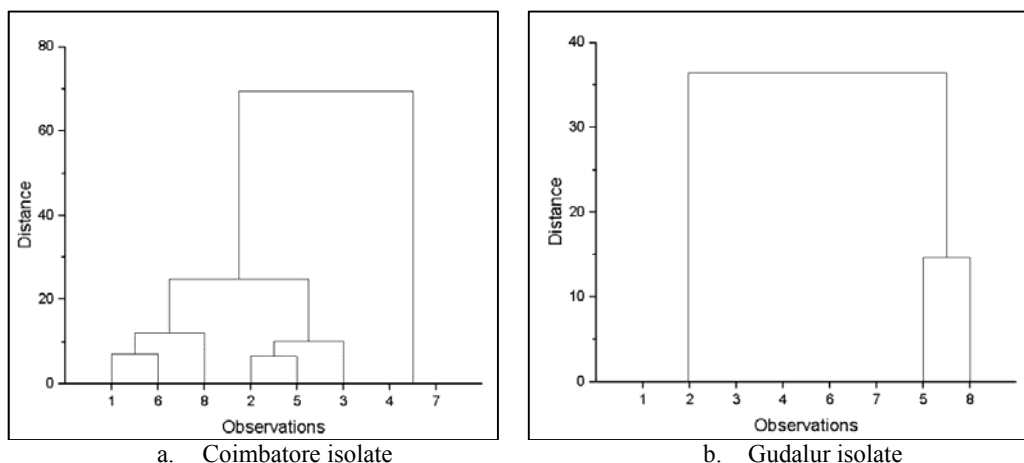 80
60
40
20
0
Distance
1 6 8 2 5 3 4 7
Observations
a. Coimbatore isolate
40
30
20
10
0
Distance
1 2 3 4 6 7 5 8
Observations
b. Gudalur isolate